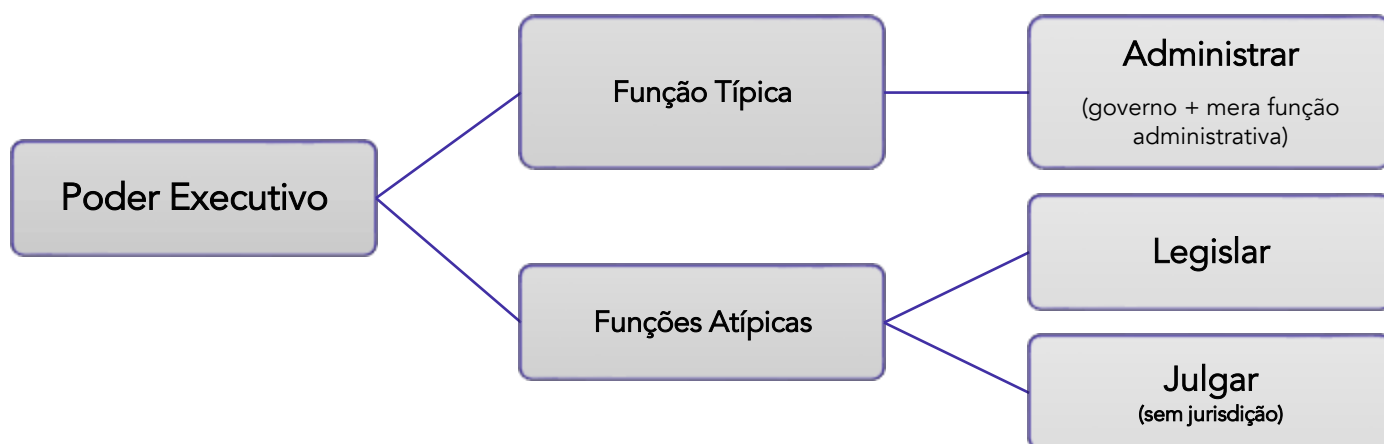 Poder Executivo
Função Típica
Administrar
(governo + mera função
administrativa)
Funções Atípicas
Legislar
Julgar
(sem jurisdição)